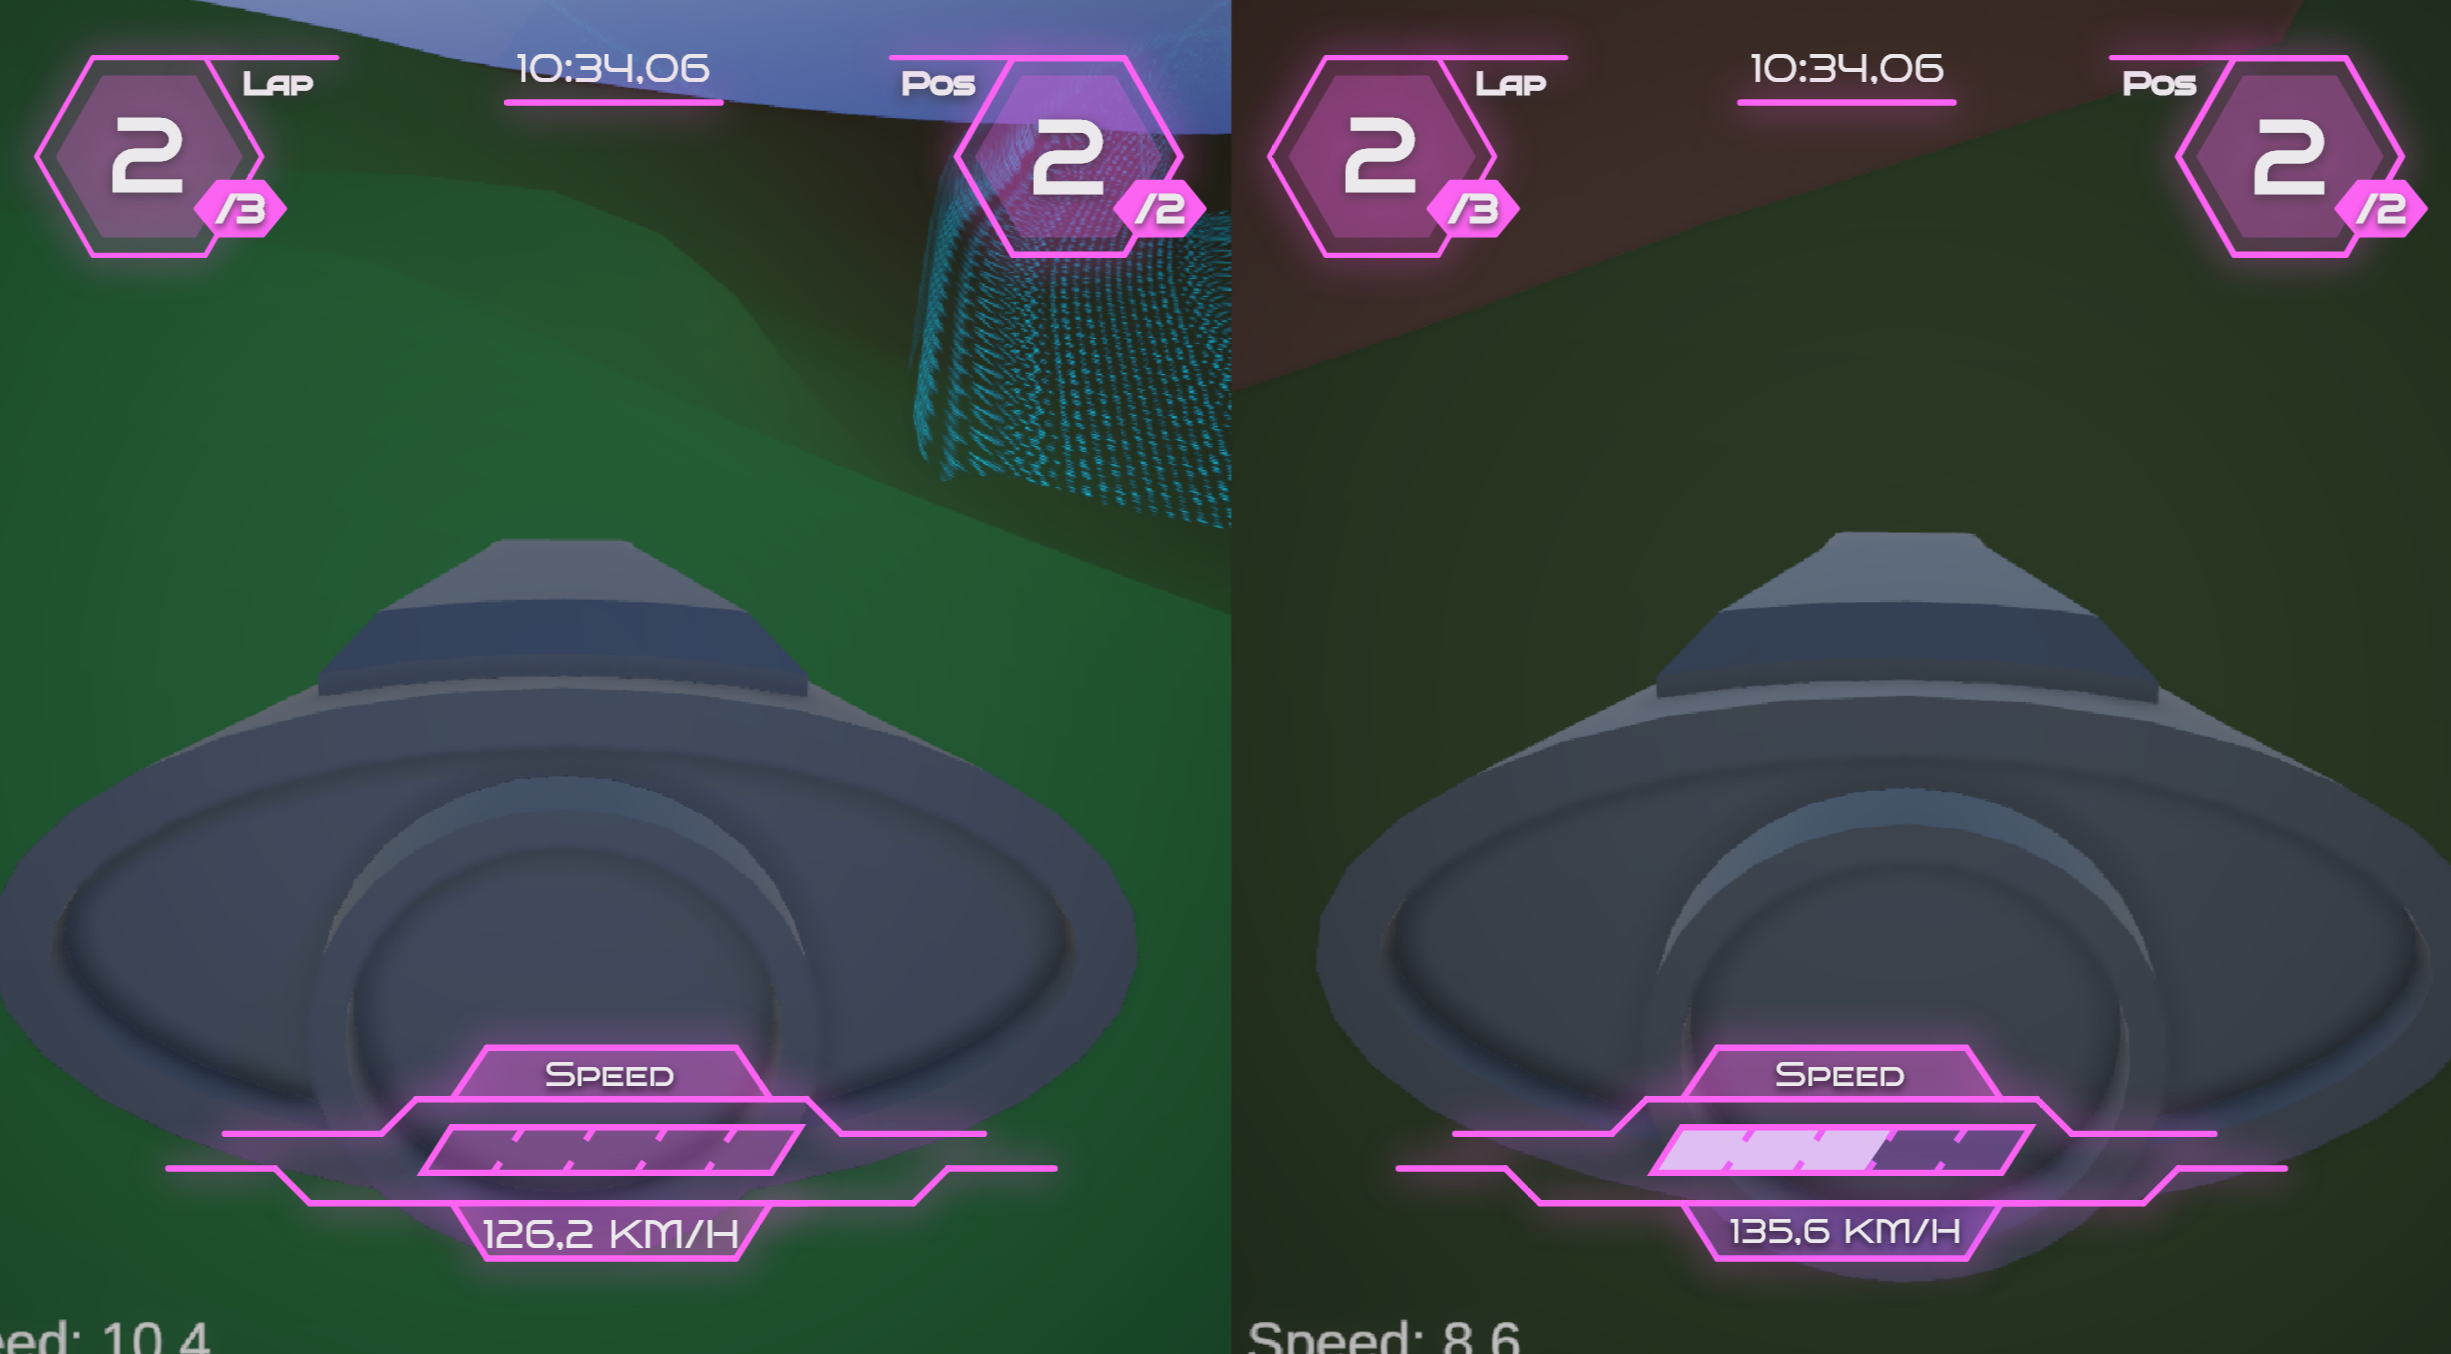 LAP
10:34,06
Pos
2
/3
2
/2
LAP
10:34,06
Pos
2
/3
2
/2
SPEED
126,2 KM/H
SPEED
135,6 KM/H
eed: 10.4
Speed: 8.6